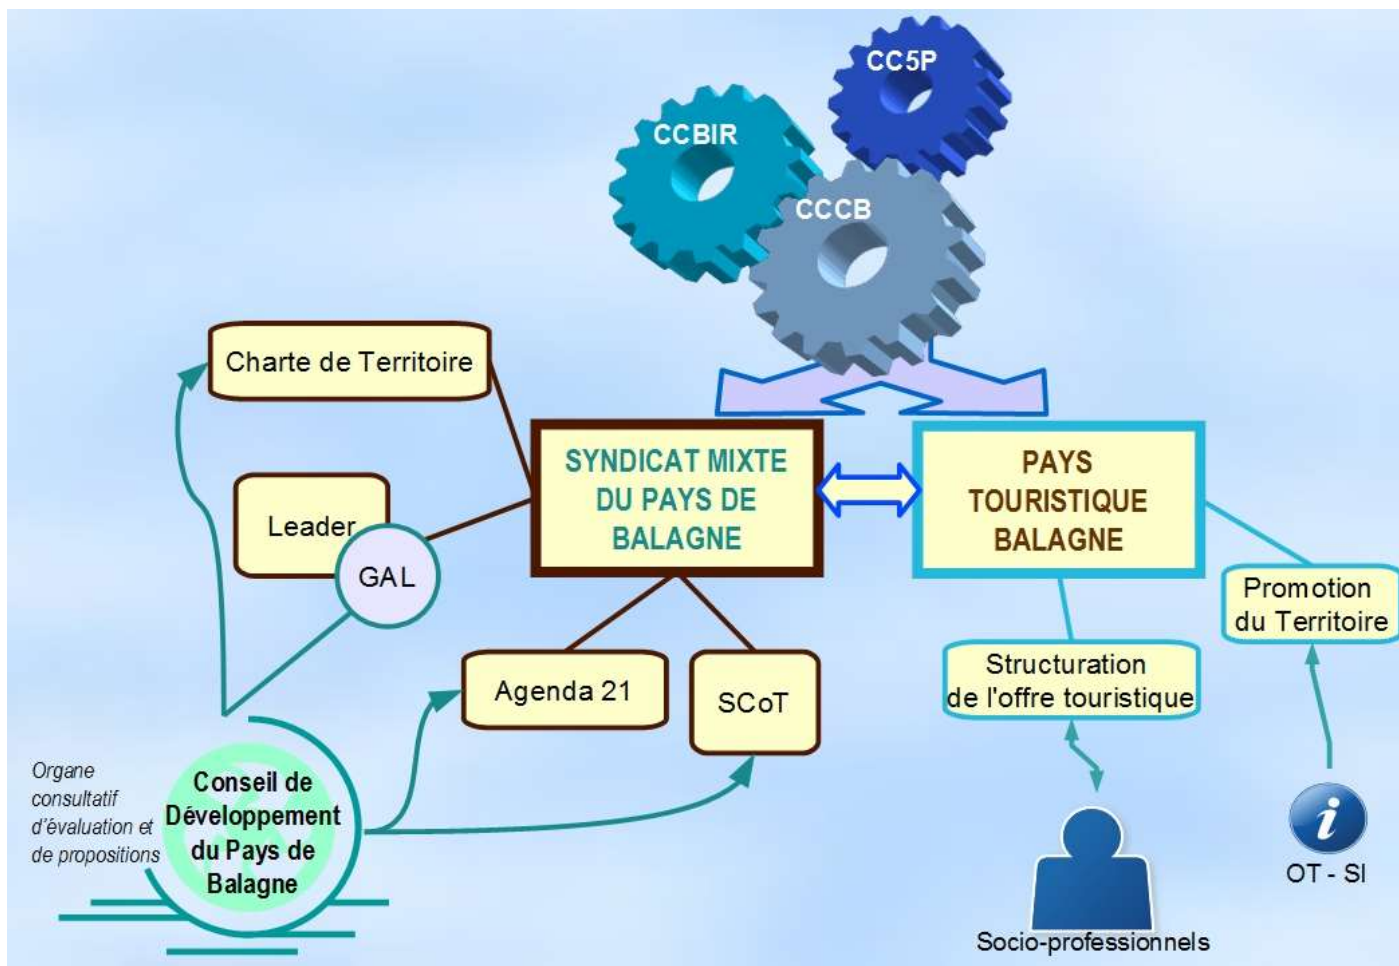 CC5P
CCBIR
CCCB
Charte de Territoire
Leader
GAL
SYNDICAT MIXTE
DU PAYS DE
BALAGNE
PAYS
TOURISTIQUE
BALAGNE
Promotion
du Territoire
Agenda 21
SCoT
Structuration
de l'offre touristique
Organe
consultatif
d'évaluation et
de propositions
Conseil de
Développement
du Pays de
Balagne
i
OT - SI
Socio-professionnels